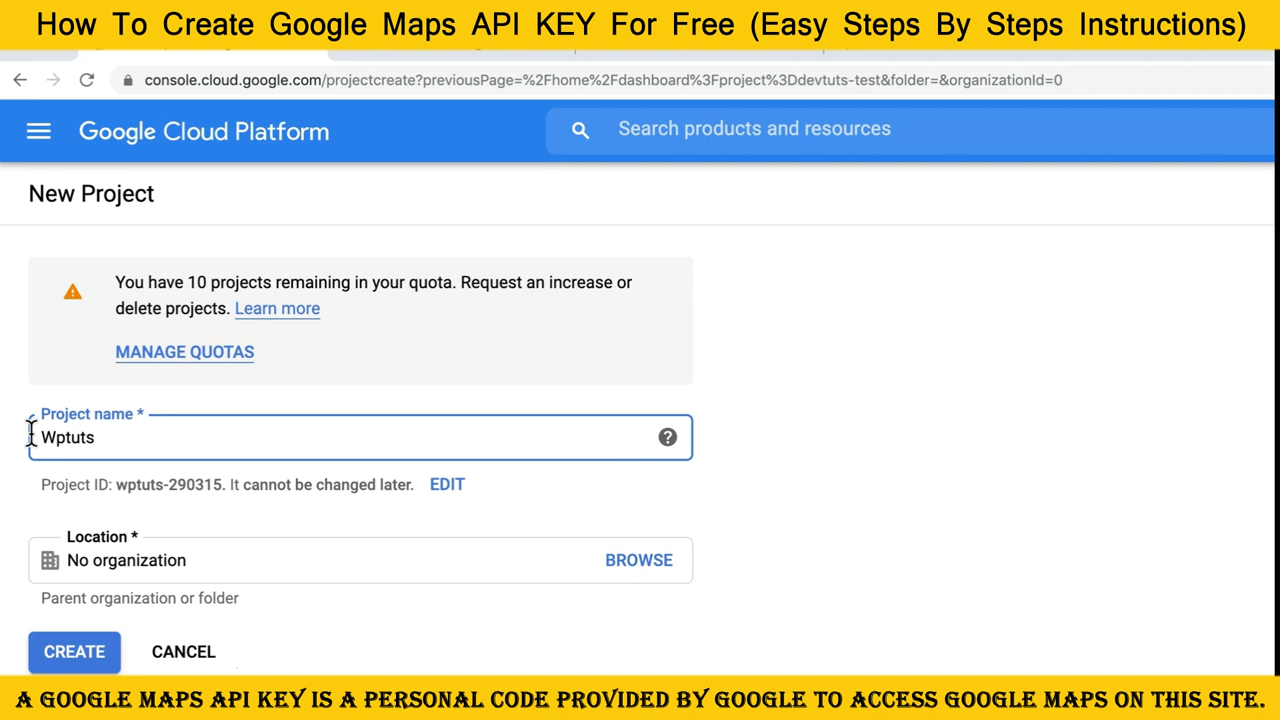 How To Create Google Maps API KEY For Free (Easy Steps By Steps Instructions)
console.cloud.google.com/projectcreate?previousPage=%2Fhome%2Fdashboard%3Fproject%3Ddevtuts-test&folder=&organizationId=0
Google Cloud Platform
Search products and resources
New Project
You have 10 projects remaining in your quota. Request an increase or
delete projects. Learn more
MANAGE QUOTAS
Project name *
Wptuts
Project ID: wptuts-290315. It cannot be changed later. EDIT
Location *
No organization
BROWSE
Parent organization or folder
CREATE
CANCEL
A GOOGLE MAPS API KEY IS A PERSONAL CODE PROVIDED BY GOOGLE TO ACCESS GOOGLE MAPS ON THIS SITE.